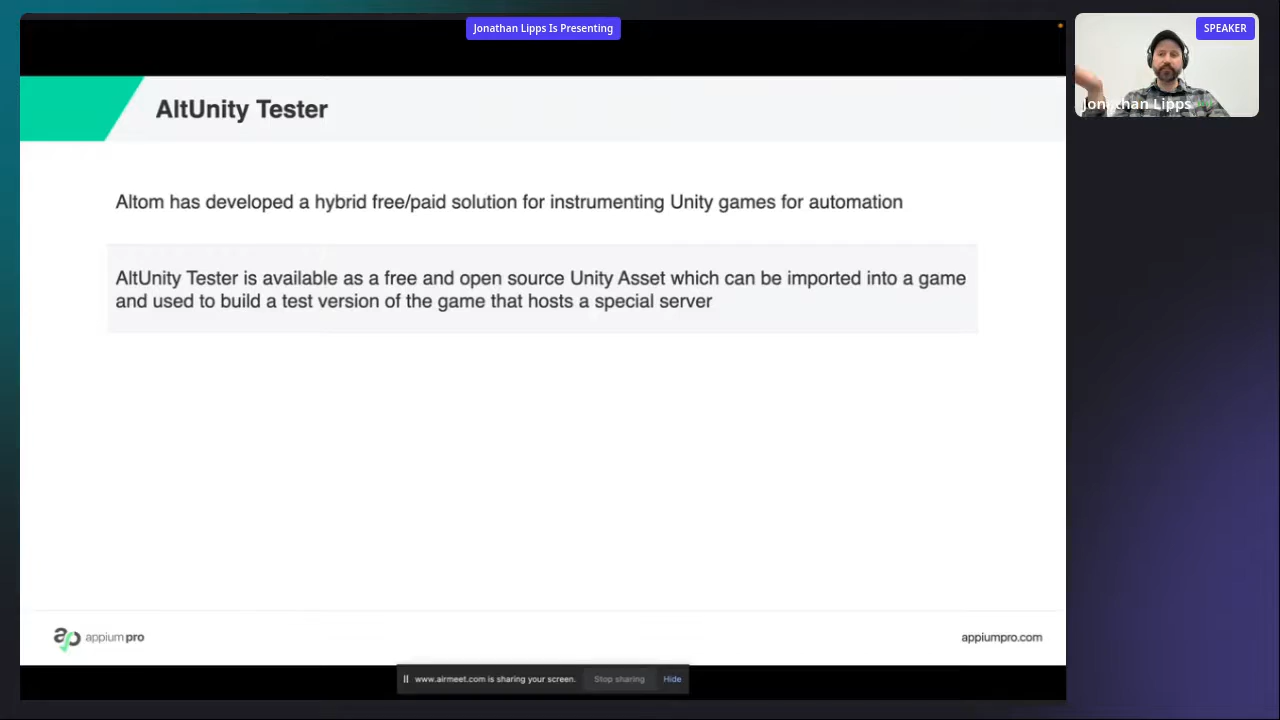 Jonathan Lipps Is Presenting
SPEAKER
Jonathan Lipps
AltUnity Tester
Altom has developed a hybrid free/paid solution for instrumenting Unity games for automation
AltUnity Tester is available as a free and open source Unity Asset which can be imported into a game
and used to build a test version of the game that hosts a special server
appium pro
appiumpro.com
www.airmeet.com is sharing your screen.
Stop sharing
Hide